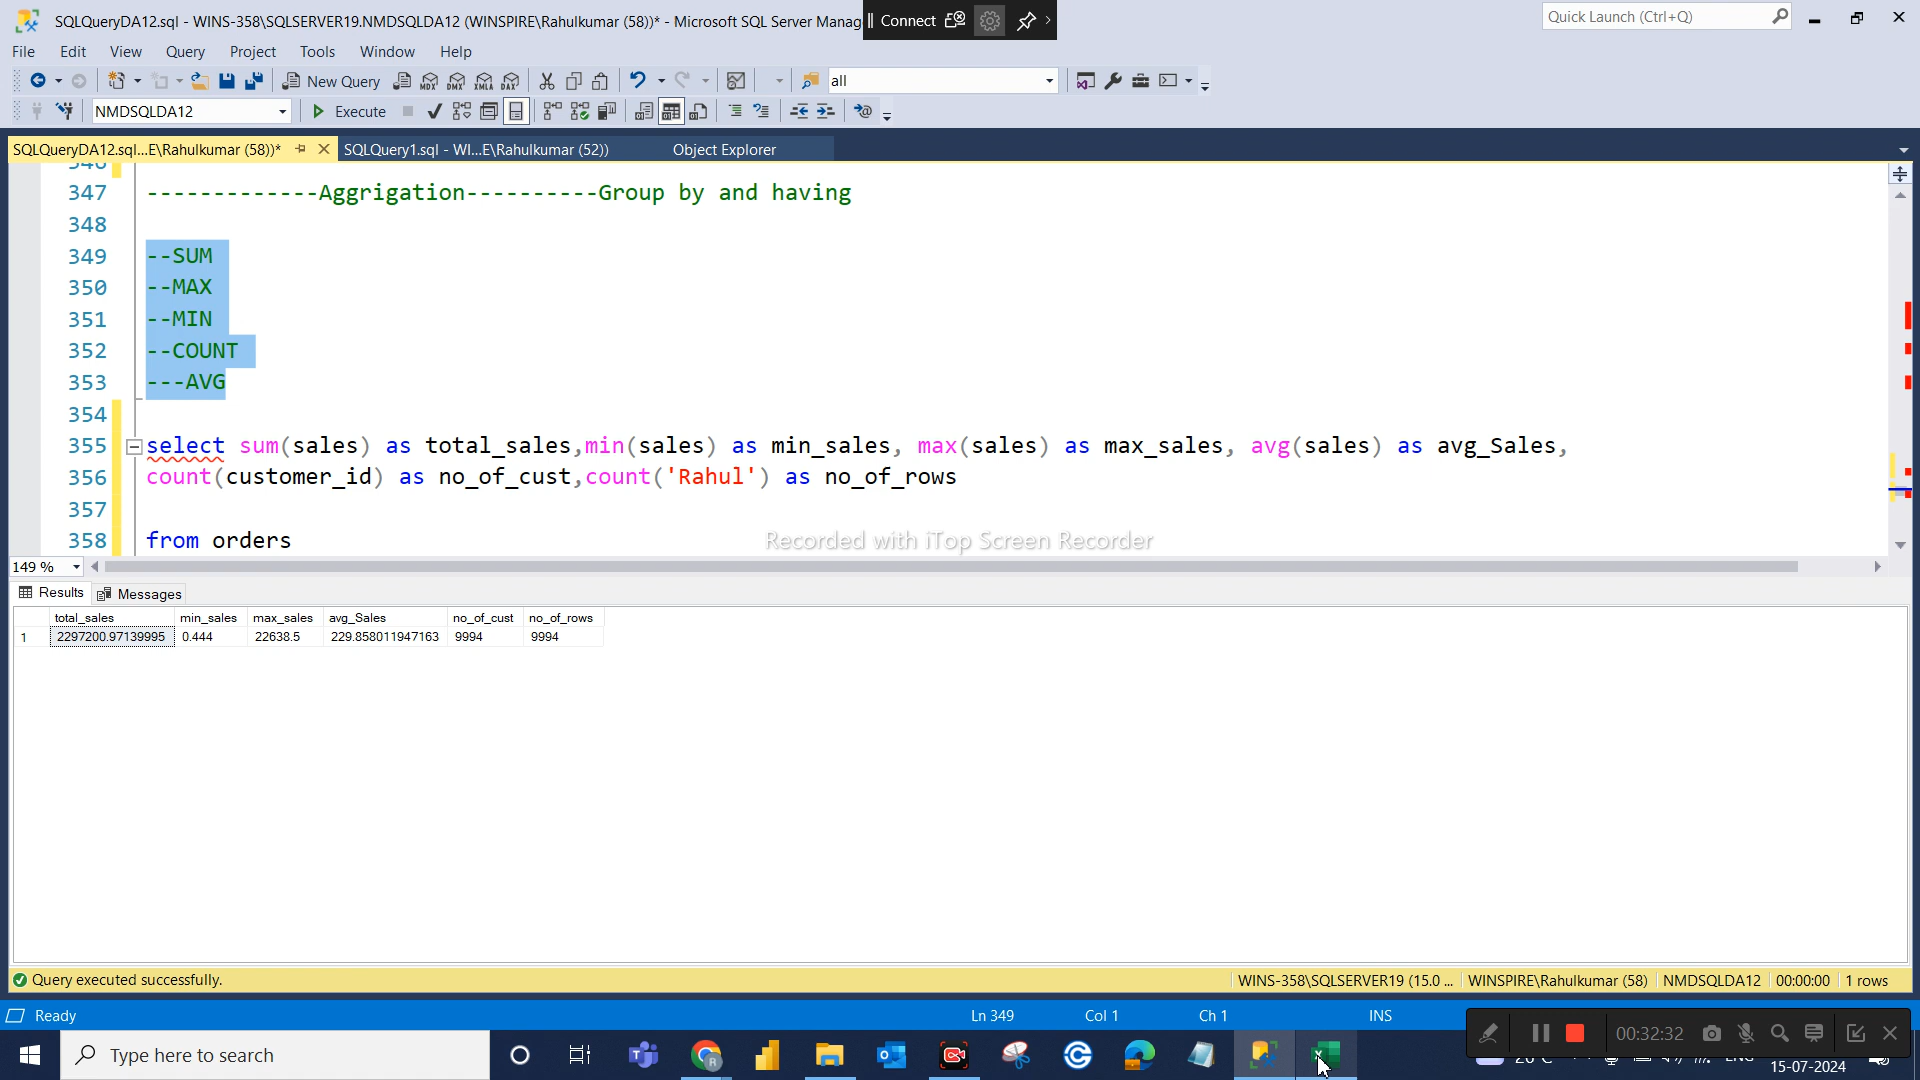 SQLQueryDA12.sql - WINS-358\SQLSERVER19.NMDSQLDA12 (WINSPIRE\Rahulkumar (58))* - Microsoft SQL Server Manag
Connect
Quick Launch (Ctrl+Q)
File Edit View Query Project Tools Window Help
New Query MDX DMX XMLA DAX all
NMDSQLDA12 Execute
SQLQueryDA12.sql...E\Rahulkumar (58))* SQLQuery1.sql - WI...E\Rahulkumar (52)) Object Explorer
346
347 -------------Aggrigation----------Group by and having
348
349 --SUM
350 --MAX
351 --MIN
352 --COUNT
353 ---AVG
354
355 select sum(sales) as total_sales,min(sales) as min_sales, max(sales) as max_sales, avg(sales) as avg_Sales,
356 count(customer_id) as no_of_cust,count('Rahul') as no_of_rows
357
358 from orders
Recorded with iTop Screen Recorder
149 %
Results Messages
total_sales min_sales max_sales avg_Sales no_of_cust no_of_rows
1 2297200.97139995 0.444 22638.5 229.858011947163 9994 9994
Query executed successfully. WINS-358\SQLSERVER19 (15.0 ... WINSPIRE\Rahulkumar (58) NMDSQLDA12 00:00:00 1 rows
Ready Ln 349 Col 1 Ch 1 INS
00:32:32
Type here to search
15-07-2024